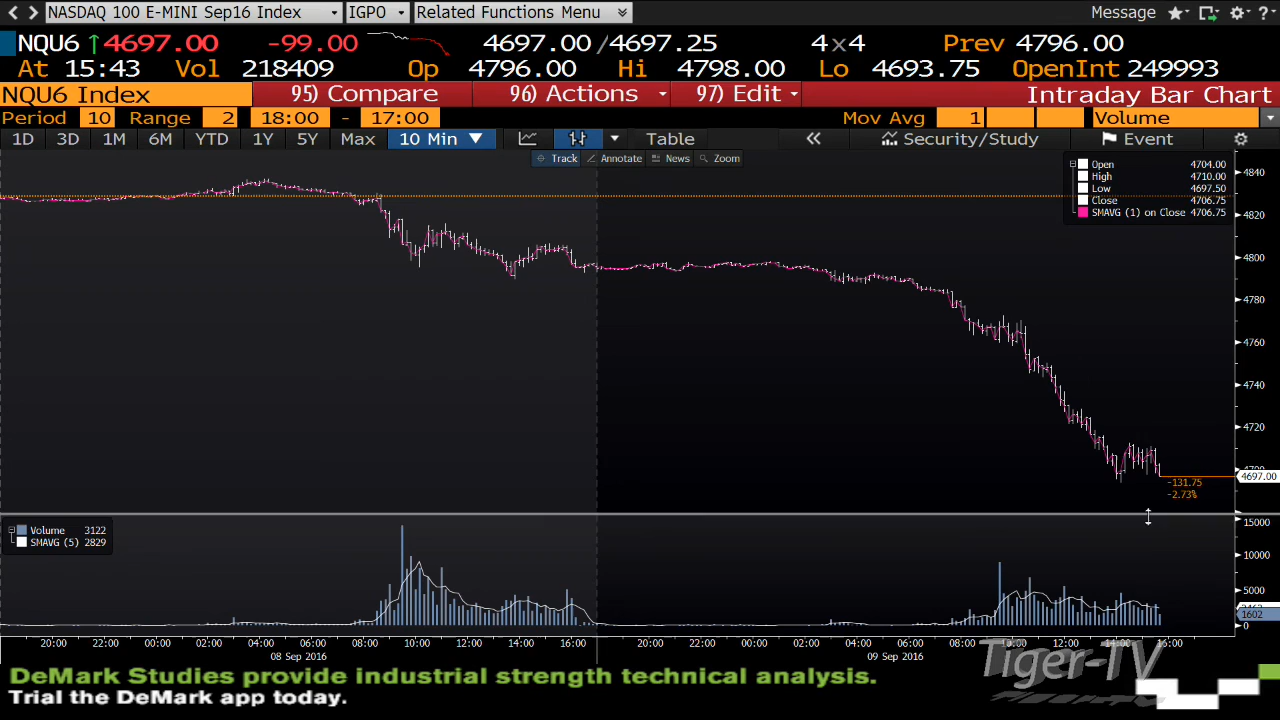 NASDAQ 100 E-MINI Sep16 Index IGPO Related Functions Menu Message
NQU6 ↑4697.00 -99.00 4697.00/4697.25 4x4 Prev 4796.00
At 15:43 Vol 218409 Op 4796.00 Hi 4798.00 Lo 4693.75 OpenInt 249993
NQU6 Index 95) Compare 96) Actions 97) Edit Intraday Bar Chart
Period 10 Range 2 18:00 - 17:00 Mov Avg 1 Volume
1D 3D 1M 6M YTD 1Y 5Y Max 10 Min ▼ Table « Security/Study Event
Track Annotate News Zoom
Open 4704.00
High 4710.00
Low 4697.50
Close 4706.75
SMAVG (1) on Close 4706.75
4840
4820
4800
4780
4760
4740
4720
4697.00
-131.75
-2.73%
Volume 3122
SMAVG (5) 2829
15000
10000
5000
1602
0
20:00 22:00 00:00 02:00 04:00 06:00 08:00 10:00 12:00 14:00 16:00 20:00 22:00 00:00 02:00 04:00 06:00 08:00 10:00 12:00 14:00 16:00
08 Sep 2016 09 Sep 2016
Tiger-TV
DeMark Studies provide industrial strength technical analysis.
Trial the DeMark app today.